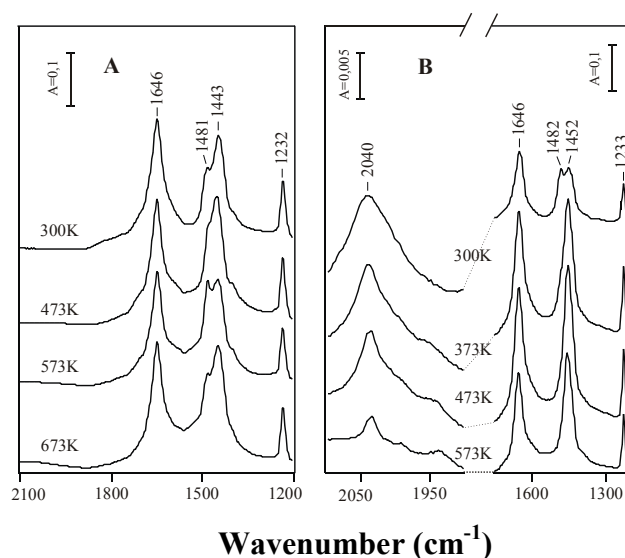 A
A=0,1
1646
1481
1443
1232
300K
473K
573K
673K
2100
1800
1500
1200
B
A=0,005
A=0,1
2040
1646
1482
1452
1233
300K
373K
473K
573K
2050
1950
1600
1300
Wavenumber (cm-1)